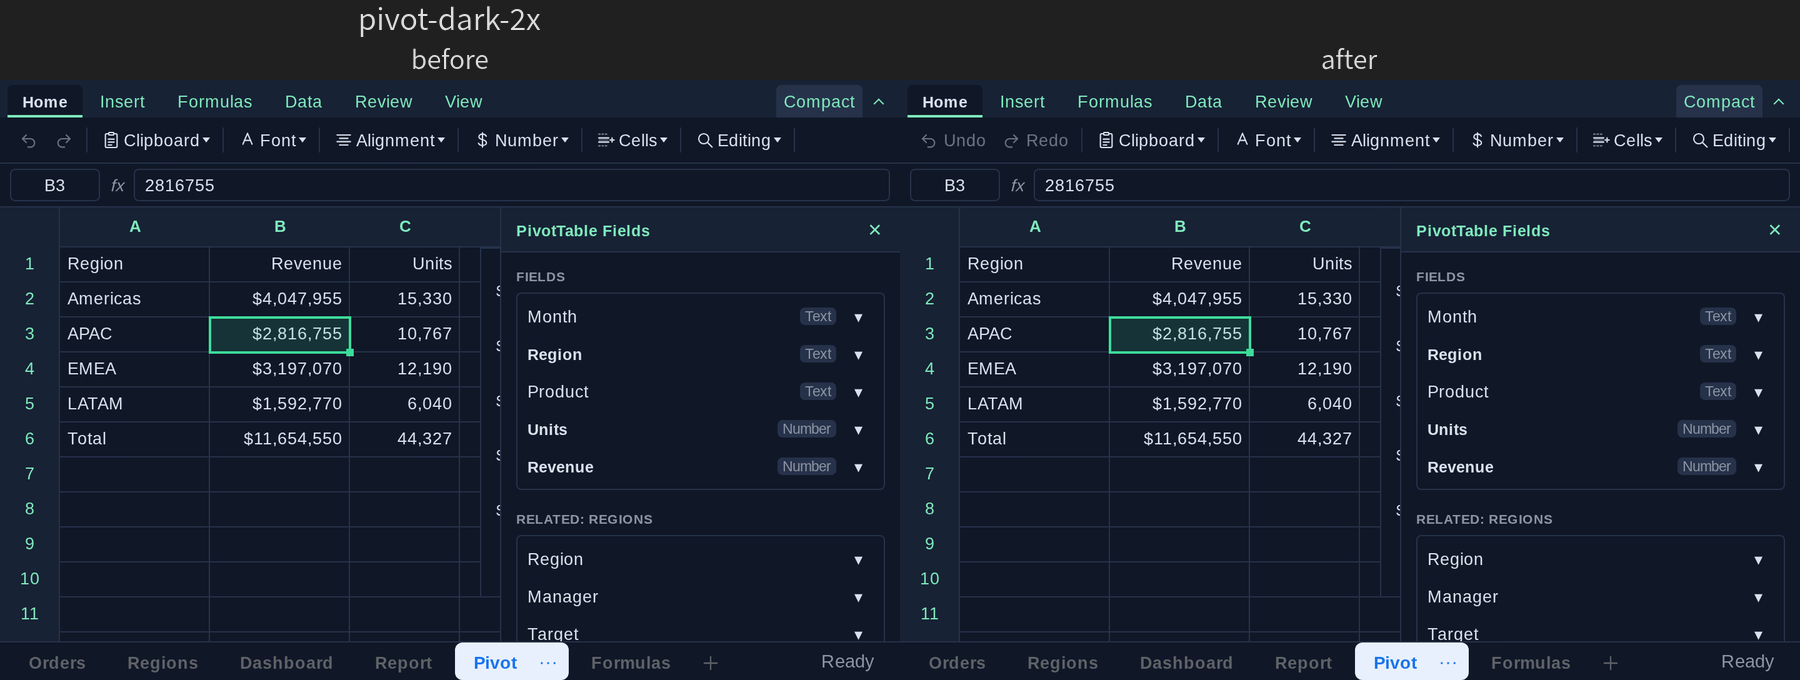 pivot-dark-2x
before
Home Insert Formulas Data Review View Compact
Clipboard Font Alignment Number Cells Editing
B3 fx 2816755
A B C PivotTable Fields
1 Region Revenue Units
FIELDS
2 Americas $4,047,955 15,330
Month Text
3 APAC $2,816,755 10,767
Region Text
4 EMEA $3,197,070 12,190
Product Text
5 LATAM $1,592,770 6,040
Units Number
6 Total $11,654,550 44,327
Revenue Number
7
8
RELATED: REGIONS
9
Region
10
Manager
11
Target
Orders Regions Dashboard Report Pivot ... Formulas + Ready
after
Home Insert Formulas Data Review View Compact
Undo Redo Clipboard Font Alignment Number Cells Editing
B3 fx 2816755
A B C PivotTable Fields
1 Region Revenue Units
FIELDS
2 Americas $4,047,955 15,330
Month Text
3 APAC $2,816,755 10,767
Region Text
4 EMEA $3,197,070 12,190
Product Text
5 LATAM $1,592,770 6,040
Units Number
6 Total $11,654,550 44,327
Revenue Number
7
8
RELATED: REGIONS
9
Region
10
Manager
11
Target
Orders Regions Dashboard Report Pivot ... Formulas + Ready